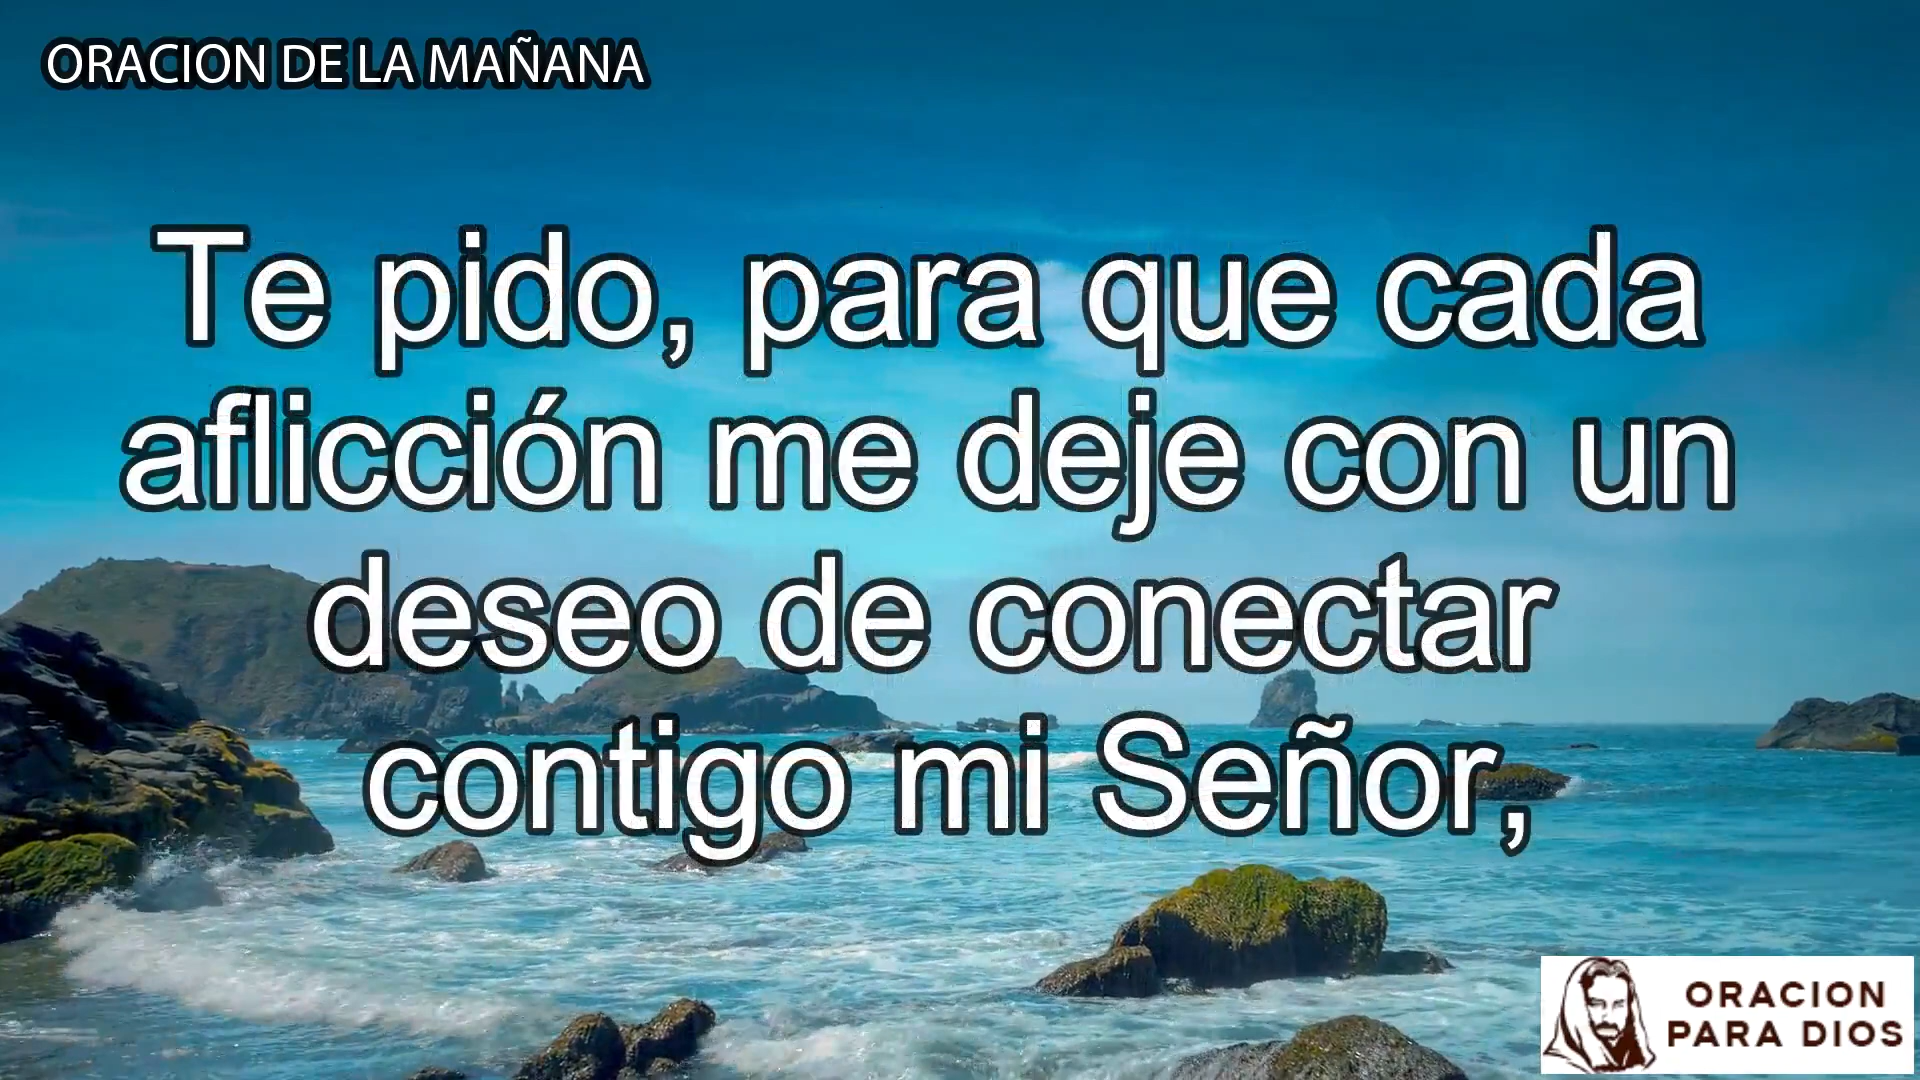 ORACION DE LA MAÑANA
Te pido, para que cada
aflicción me deje con un
deseo de conectar
contigo mi Señor,
ORACION
PARA DIOS